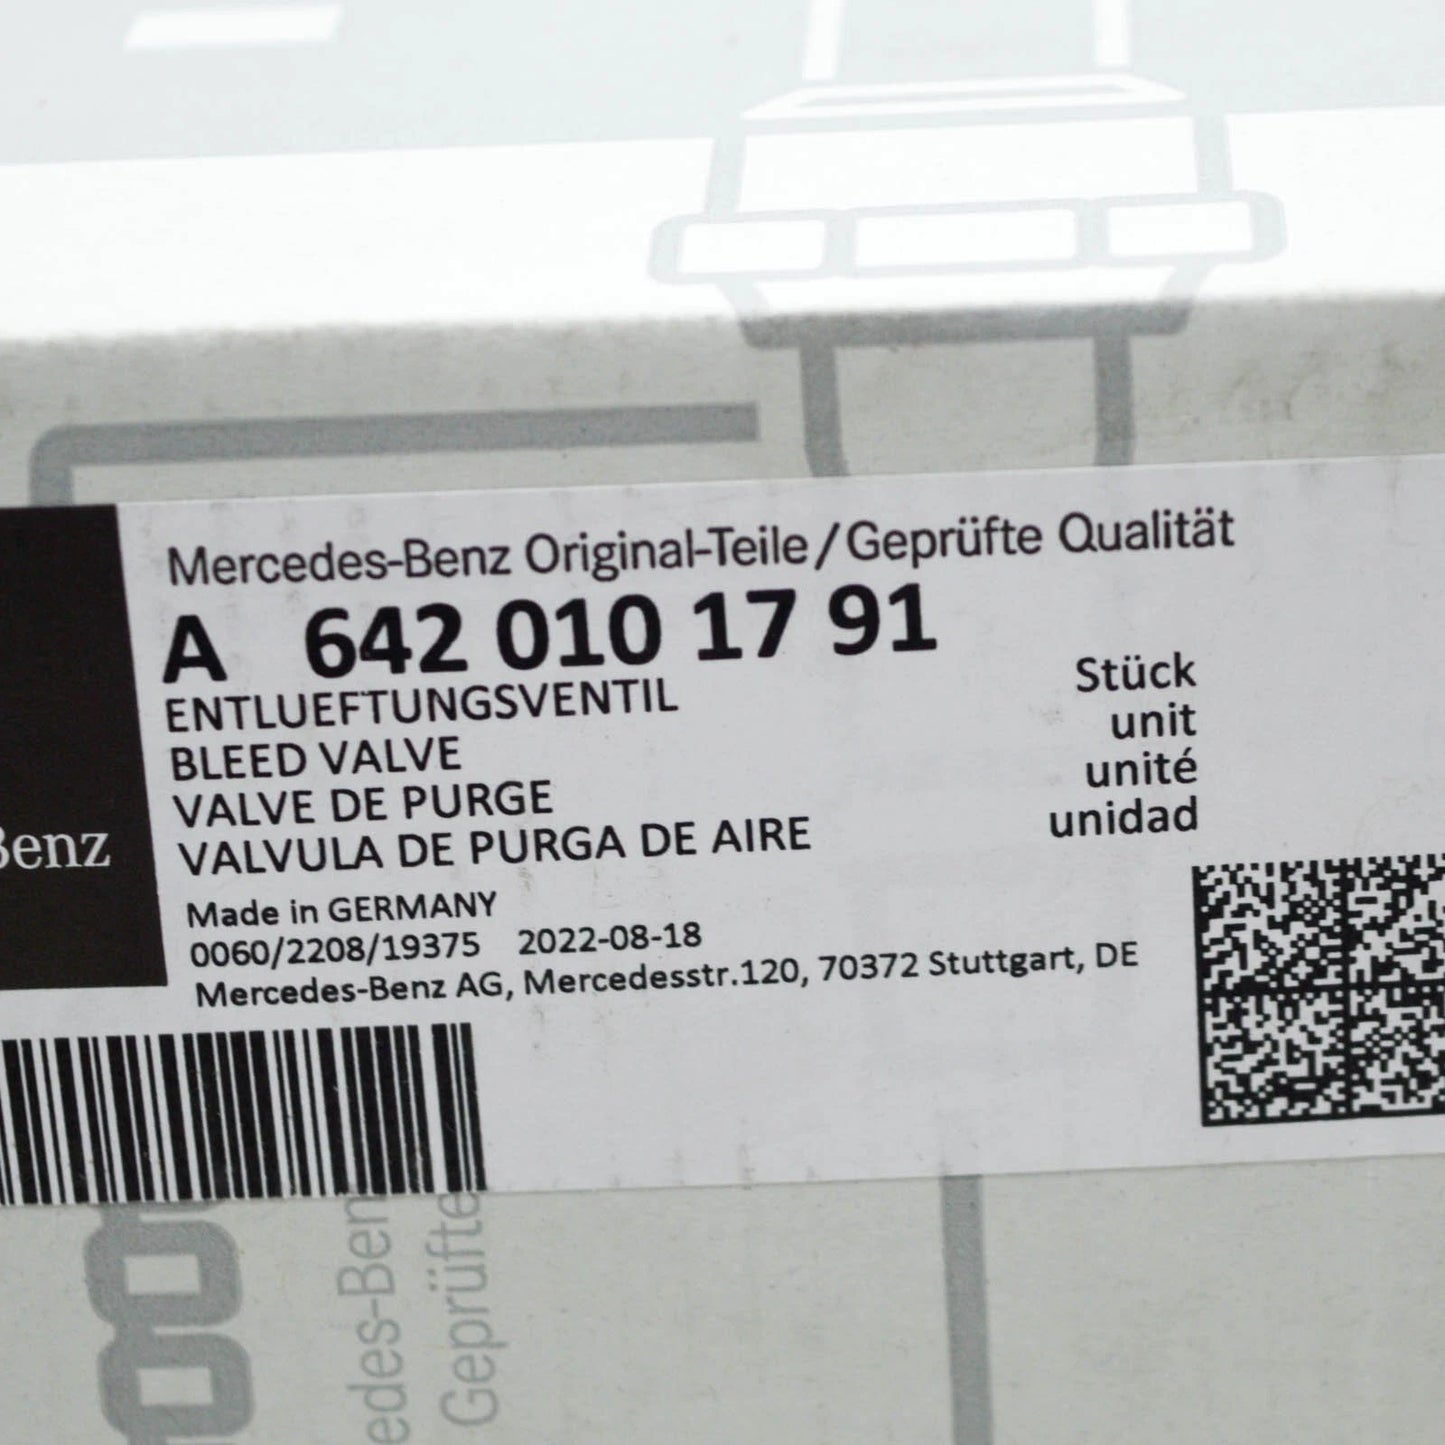 Mercedes-Benz Original-Teile/Geprüfte Qualität
A 642 010 17 91
ENTLUEFTUNGSVENTIL
BLEED VALVE
VALVE DE PURGE
VALVULA DE PURGA DE AIRE
Stück
unit
unité
unidad
Benz
Made in GERMANY
0060/2208/19375 2022-08-18
Mercedes-Benz AG, Mercedesstr.120, 70372 Stuttgart, DE
edes-Ben
Geprüfte